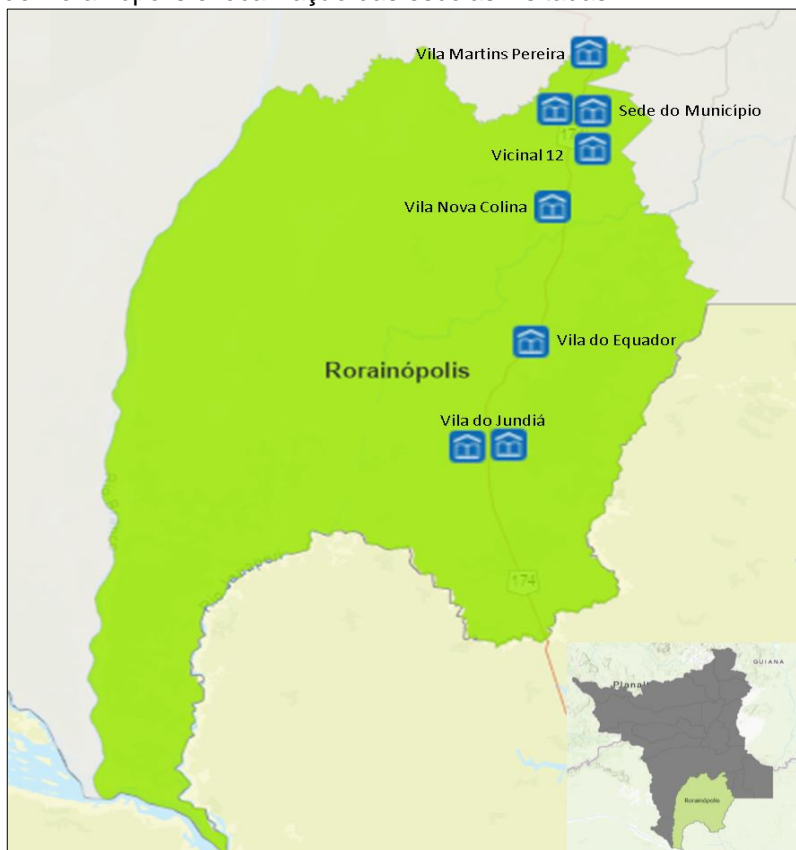 Vila Martins Pereira
Sede do Município
Vicinal 12
Vila Nova Colina
Vila do Equador
Rorainópolis
Vila do Jundiá
174
GUIANA
Rorainópolis